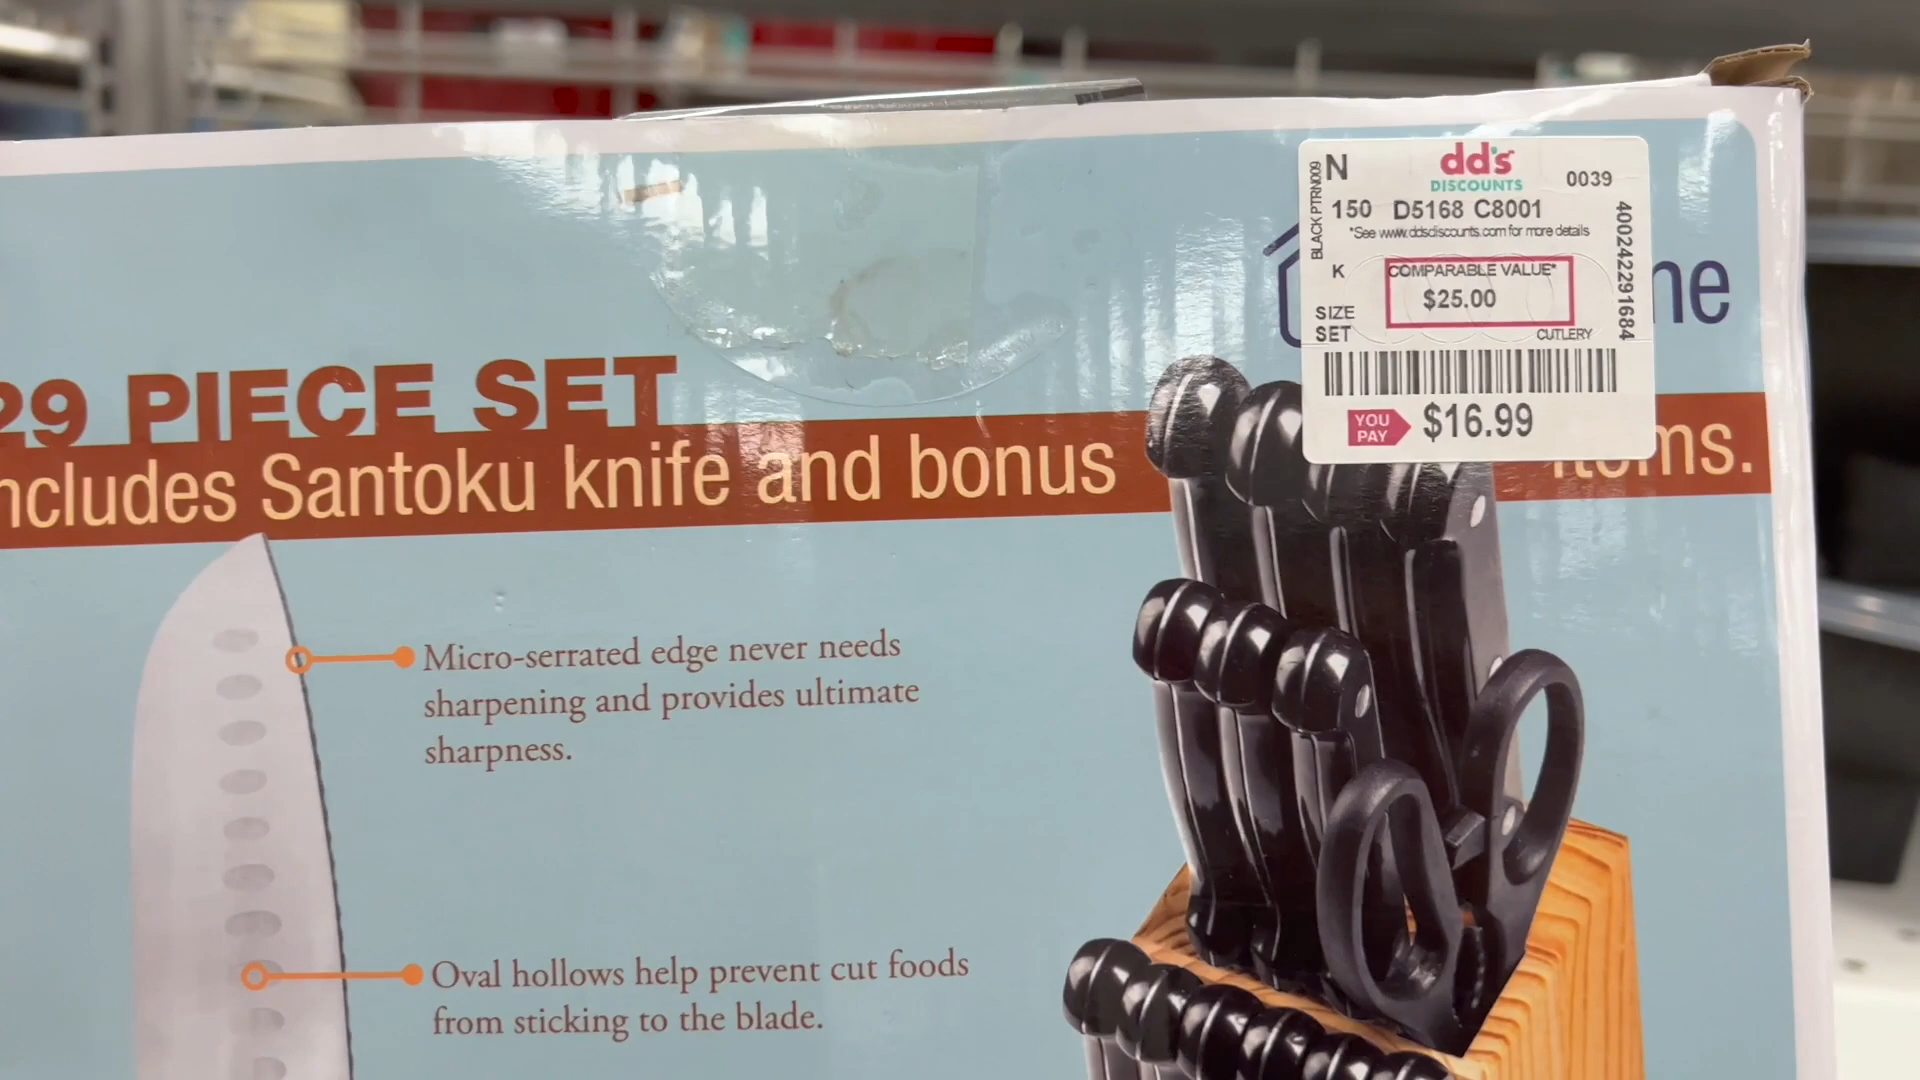 N
dd's
DISCOUNTS
0039
BLACK PTRN009
150 D5168 C8001
*See www.ddsdiscounts.com for more details
400242291684
K
COMPARABLE VALUE*
$25.00
SIZE
SET
CUTLERY
YOU
PAY
$16.99
29 PIECE SET
ncludes Santoku knife and bonus items.
Micro-serrated edge never needs
sharpening and provides ultimate
sharpness.
Oval hollows help prevent cut foods
from sticking to the blade.